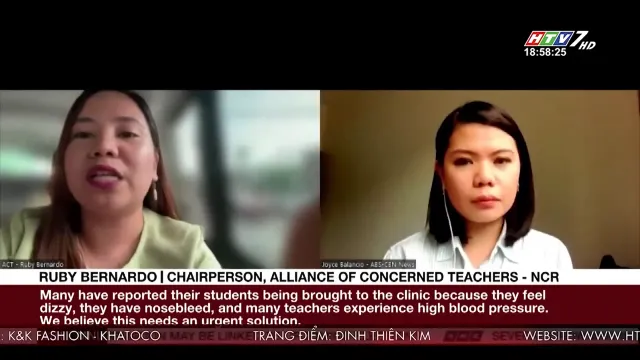 HTV7HD
18:58:25
ACT - Ruby Bernardo
Joyce Balancio - ABS-CBN News
RUBY BERNARDO | CHAIRPERSON, ALLIANCE OF CONCERNED TEACHERS - NCR
Many have reported their students being brought to the clinic because they feel
dizzy, they have nosebleed, and many teachers experience high blood pressure.
We believe this needs an urgent solution.
: K&K FASHION - KHATOCO TRANG ĐIỂM: ĐINH THIÊN KIM WEBSITE: WWW.HT